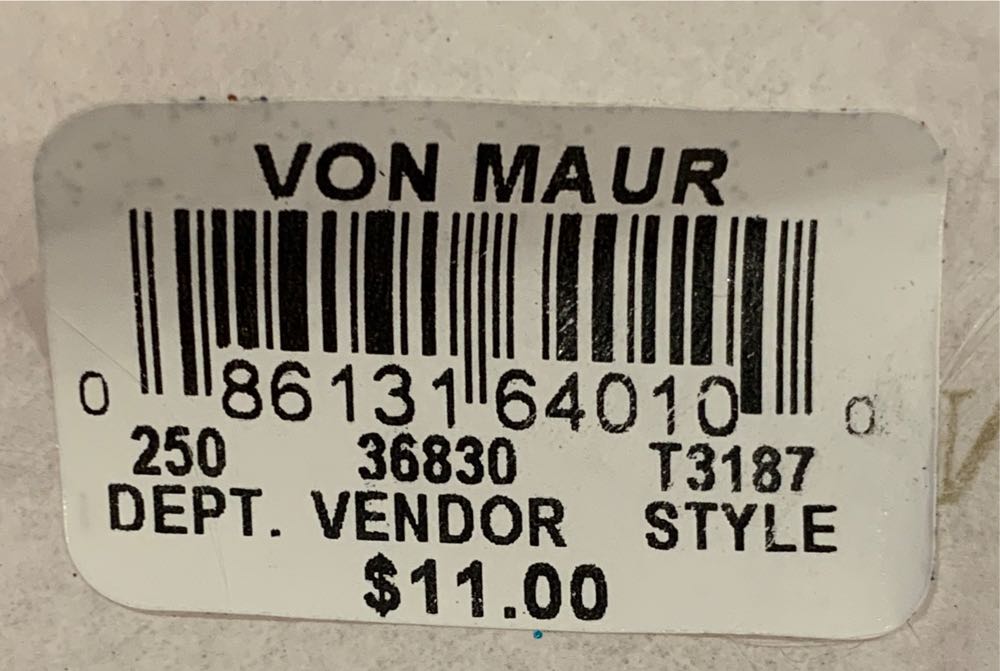 VON MAUR
0 86131 64010 0
250 36830 T3187
DEPT. VENDOR STYLE
$11.00